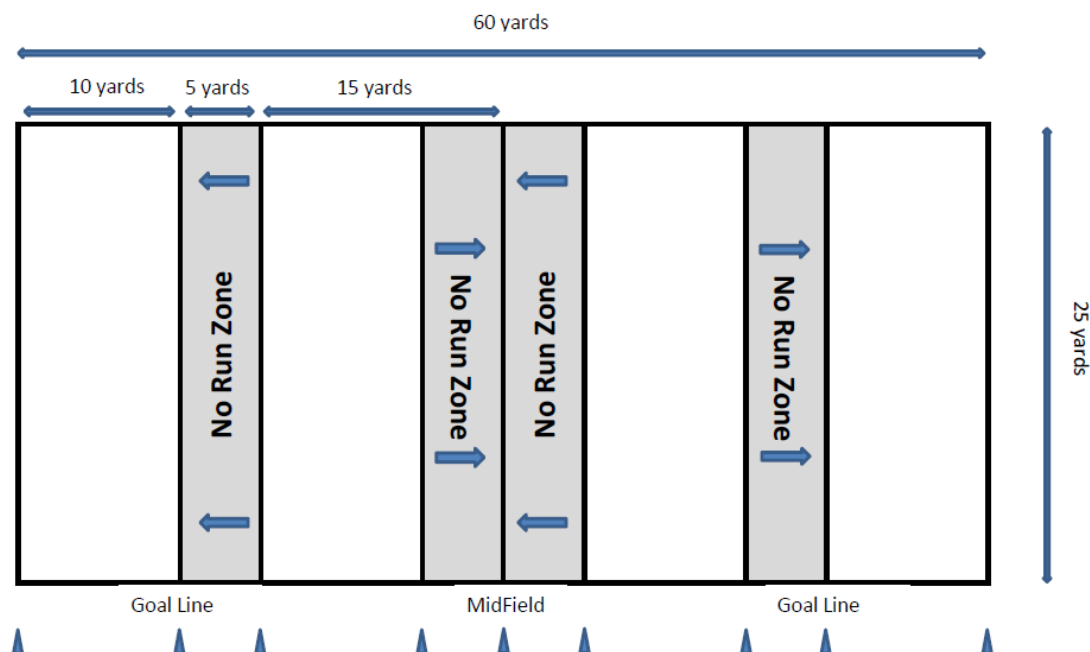 60 yards
10 yards
5 yards
15 yards
No Run Zone
No Run Zone
No Run Zone
No Run Zone
25 yards
Goal Line
MidField
Goal Line